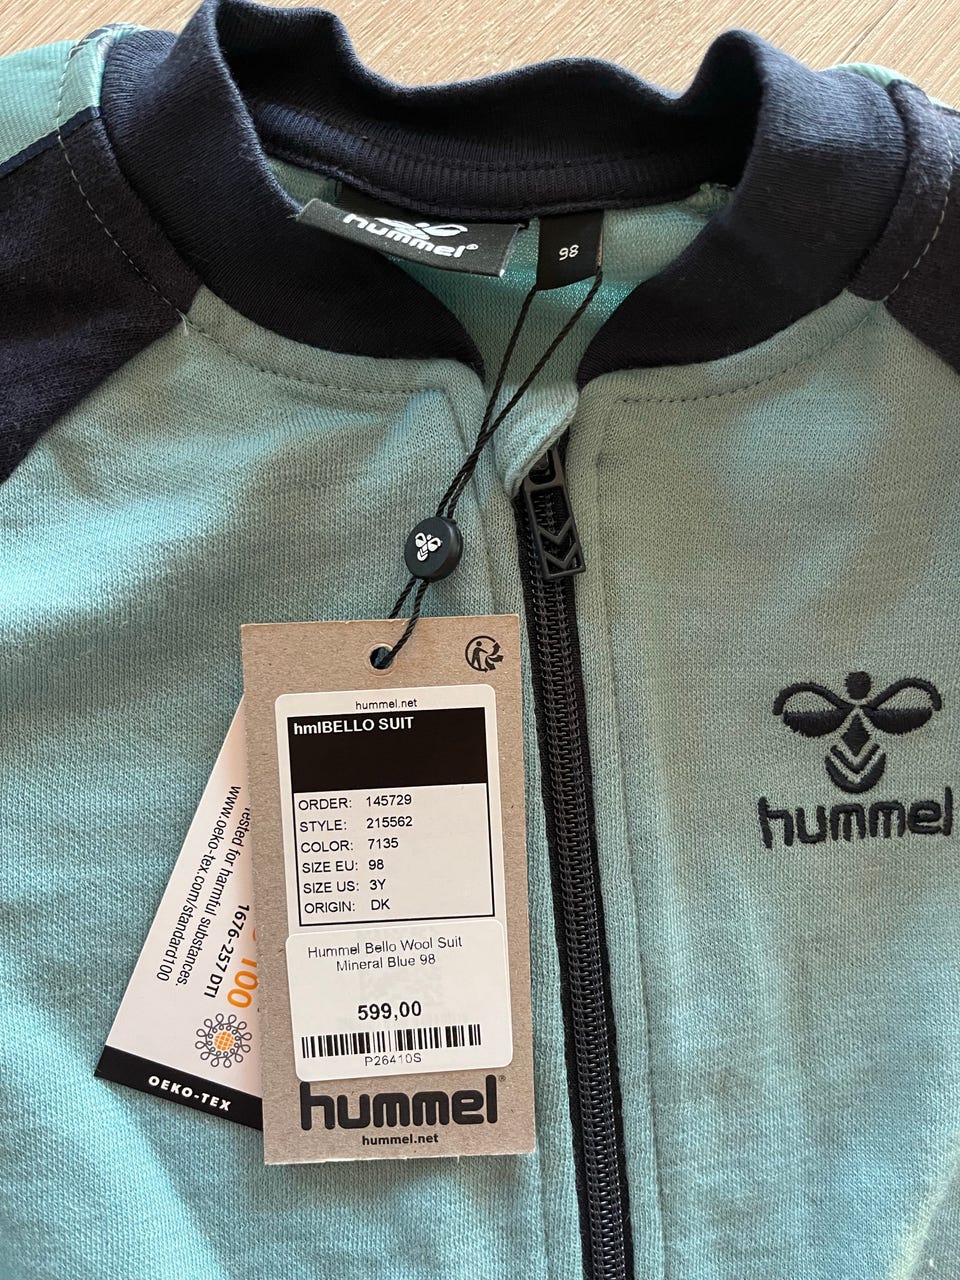 hummel®
98
hummel.net
hmlBELLO SUIT
ORDER: 145729
STYLE: 215562
COLOR: 7135
SIZE EU: 98
SIZE US: 3Y
ORIGIN: DK
Hummel Bello Wool Suit
Mineral Blue 98
599,00
P26410S
hummel®
hummel.net
100
1676-257 DTI
Tested for harmful substances.
www.oeko-tex.com/standard100
OEKO-TEX
hummel